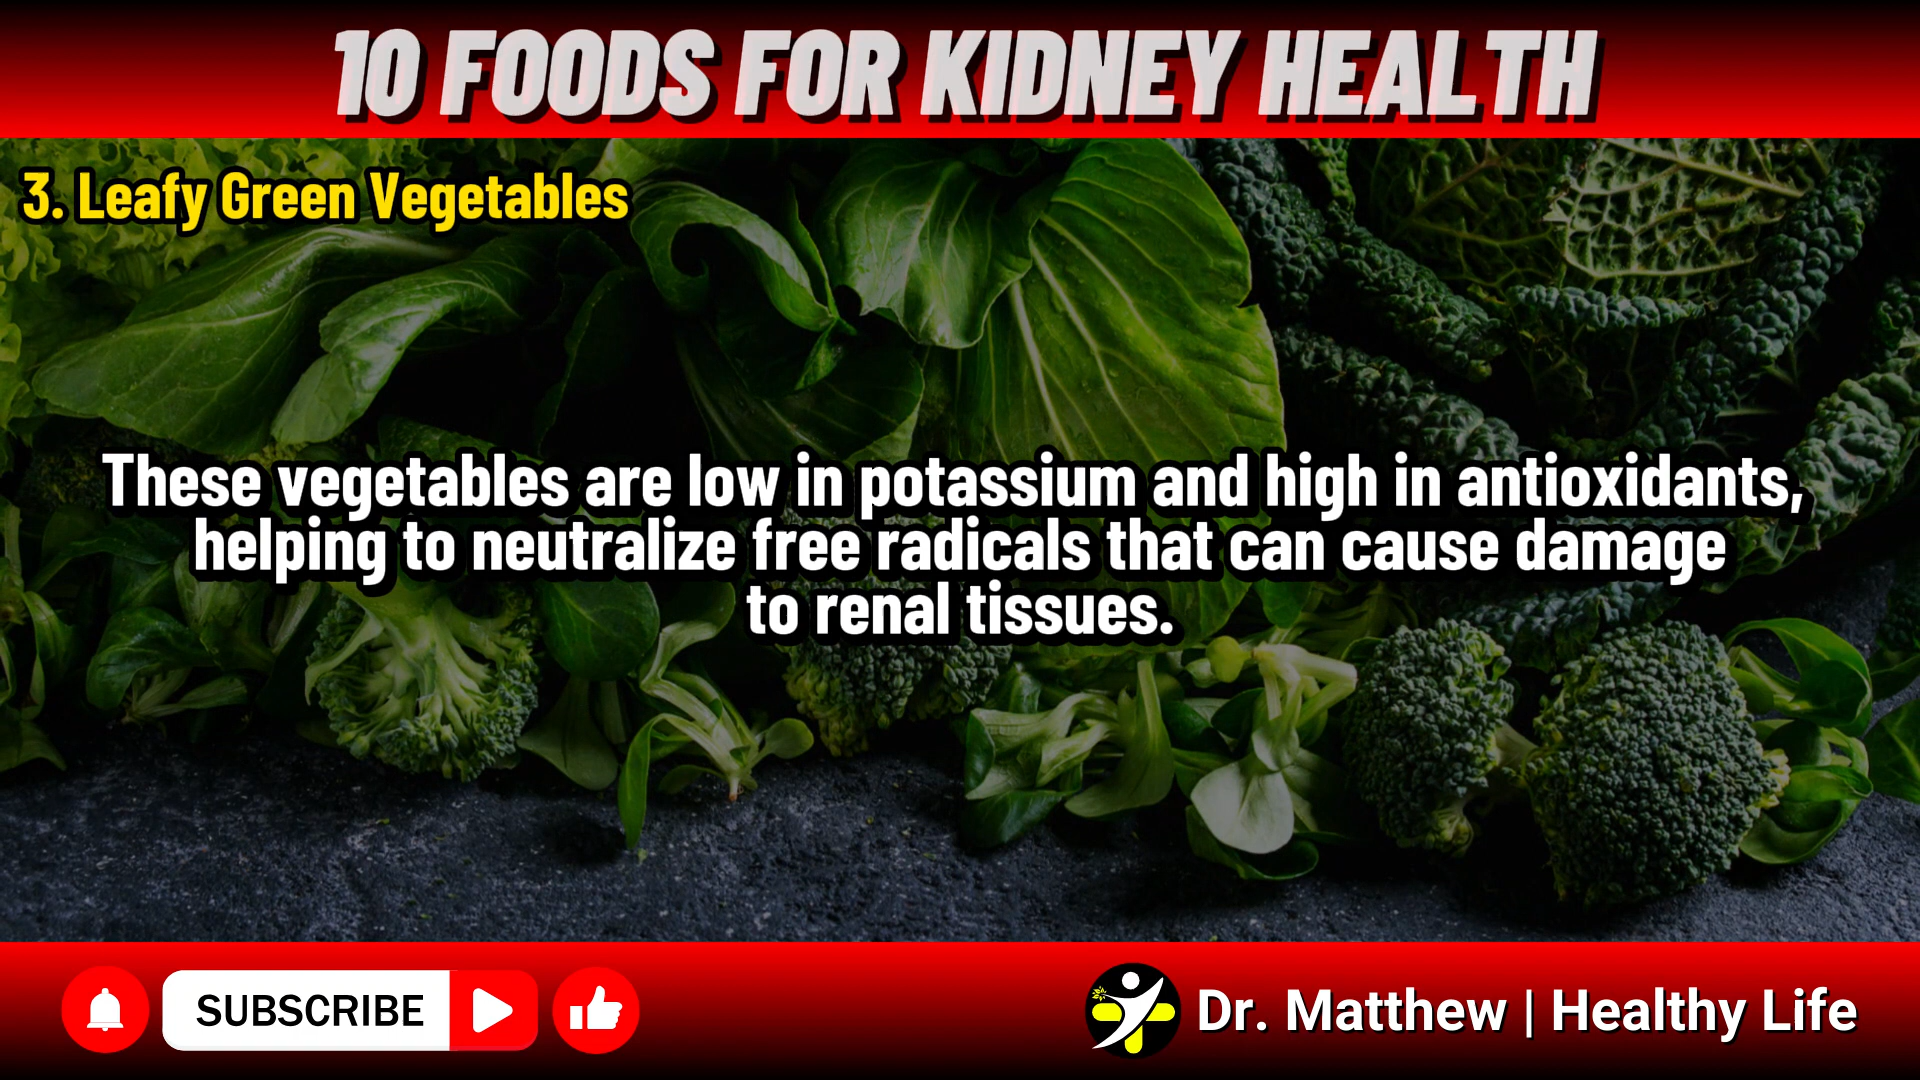 10 FOODS FOR KIDNEY HEALTH
3. Leafy Green Vegetables
These vegetables are low in potassium and high in antioxidants,
helping to neutralize free radicals that can cause damage
to renal tissues.
SUBSCRIBE
Dr. Matthew | Healthy Life